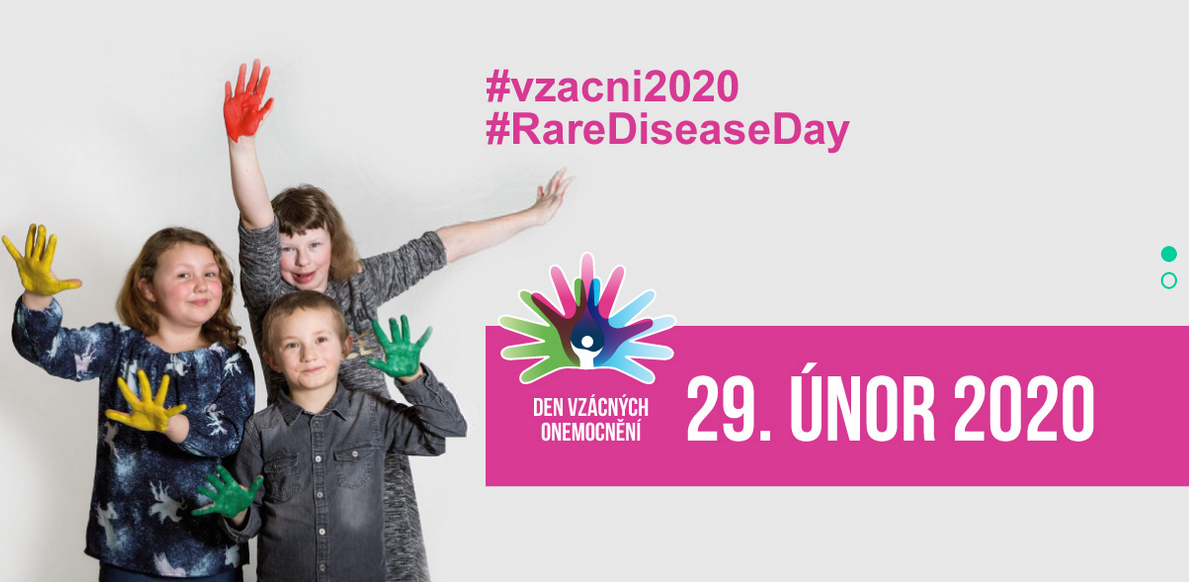 #vzacni2020
#RareDiseaseDay
DEN VZÁCNÝCH
ONEMOCNĚNÍ
29. ÚNOR 2020